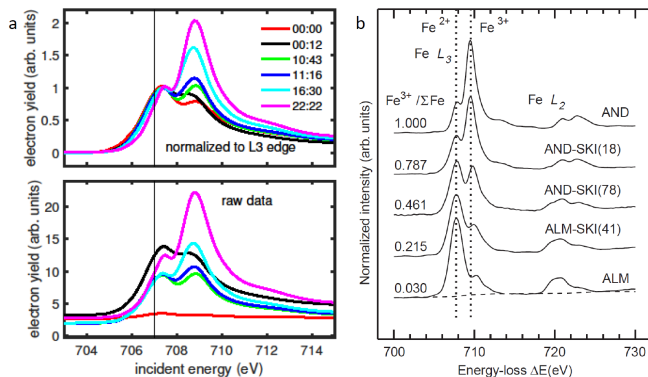 a
electron yield (arb. units)
2
1.5
1
0.5
0
00:00
00:12
10:43
11:16
16:30
22:22
normalized to L3 edge
electron yield (arb. units)
20
15
10
5
0
raw data
704 706 708 710 712 714
incident energy (eV)
b
Normalized intensity (arb. units)
Fe²⁺ Fe³⁺
Fe L₃
Fe³⁺/ΣFe Fe L₂
1.000 AND
0.787 AND-SKI(18)
0.461 AND-SKI(78)
0.215 ALM-SKI(41)
0.030 ALM
700 710 720 730
Energy-loss ΔE(eV)